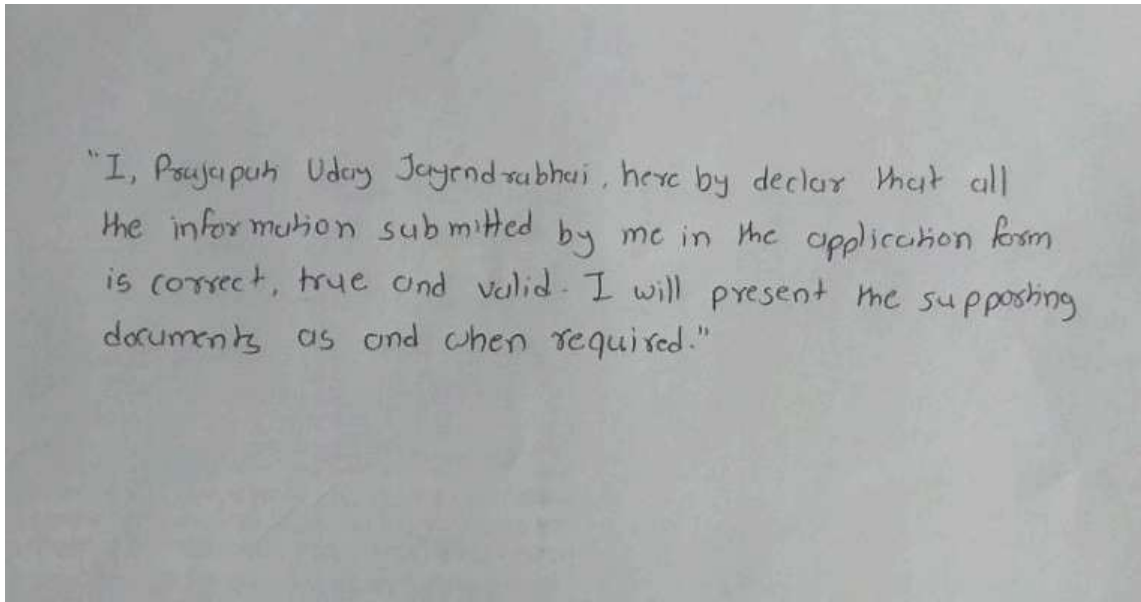 "I, Prajapati Uday Jayendrabhai, here by declar that all
the information submitted by me in the application form
is correct, true and valid. I will present the supporting
documents as and when required."